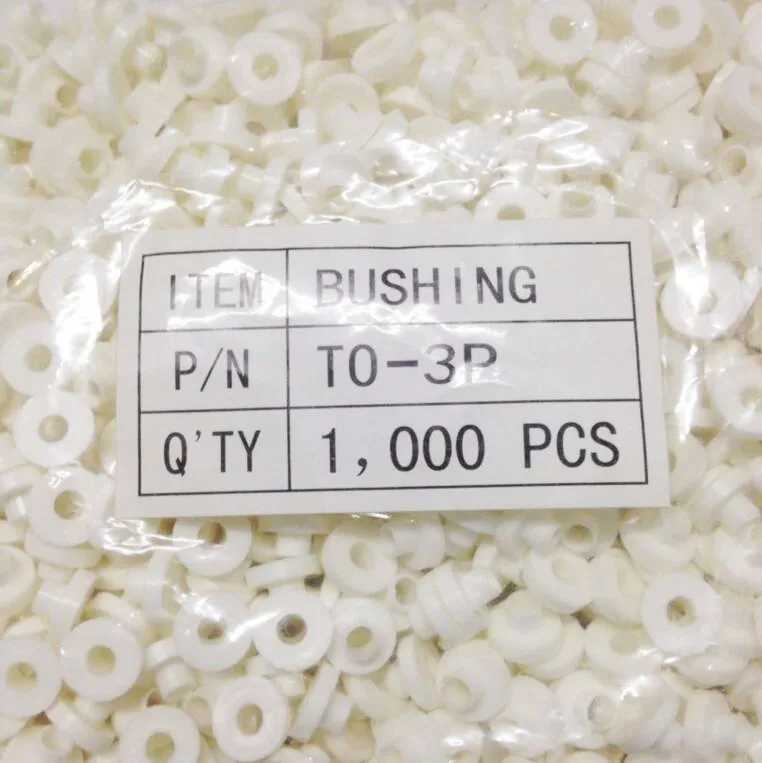 ITEM BUSHING
P/N TO-3P
Q'TY 1,000 PCS